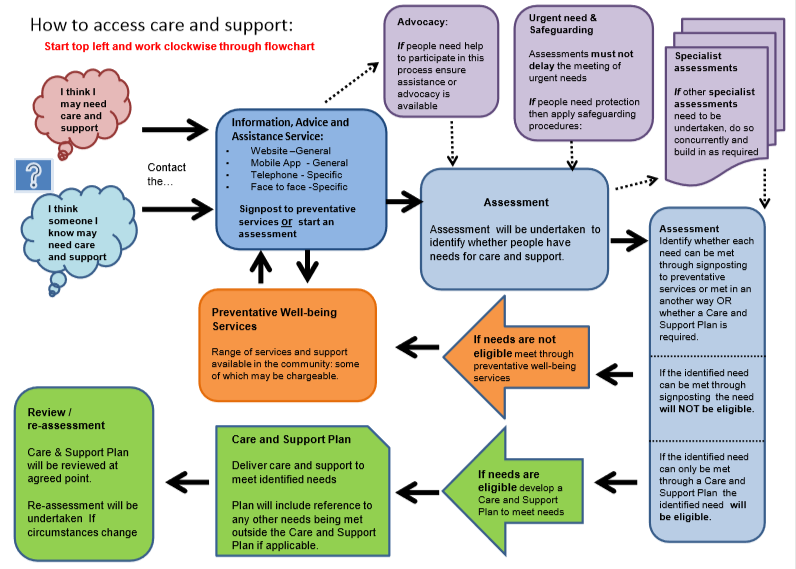 How to access care and support:
Start top left and work clockwise through flowchart
I think I
may need
care and
support
?
I think
someone I
know may
need care
and support
Contact
the…
Information, Advice and
Assistance Service:
• Website –General
• Mobile App - General
• Telephone - Specific
• Face to face -Specific
Signpost to preventative
services or start an
assessment
Advocacy:
If people need help
to participate in this
process ensure
assistance or
advocacy is
available
Urgent need &
Safeguarding
Assessments must not
delay the meeting of
urgent needs
If people need protection
then apply safeguarding
procedures:
Specialist
assessments
If other specialist
assessments
need to be
undertaken, do so
concurrently and
build in as required
Assessment
Assessment will be undertaken to
identify whether people have
needs for care and support.
Assessment
Identify whether each
need can be met
through signposting
to preventative
services or met in an
another way OR
whether a Care and
Support Plan is
required.
If the identified need
can be met through
signposting the need
will NOT be eligible.
If the identified need
can only be met
through a Care and
Support Plan the
identified need will
be eligible.
If needs are not
eligible meet through
preventative well-being
services
Preventative Well-being
Services
Range of services and support
available in the community: some
of which may be chargeable.
If needs are
eligible develop a
Care and Support
Plan to meet needs
Care and Support Plan
Deliver care and support to
meet identified needs
Plan will include reference to
any other needs being met
outside the Care and Support
Plan if applicable.
Review /
re-assessment
Care & Support Plan
will be reviewed at
agreed point.
Re-assessment will be
undertaken If
circumstances change